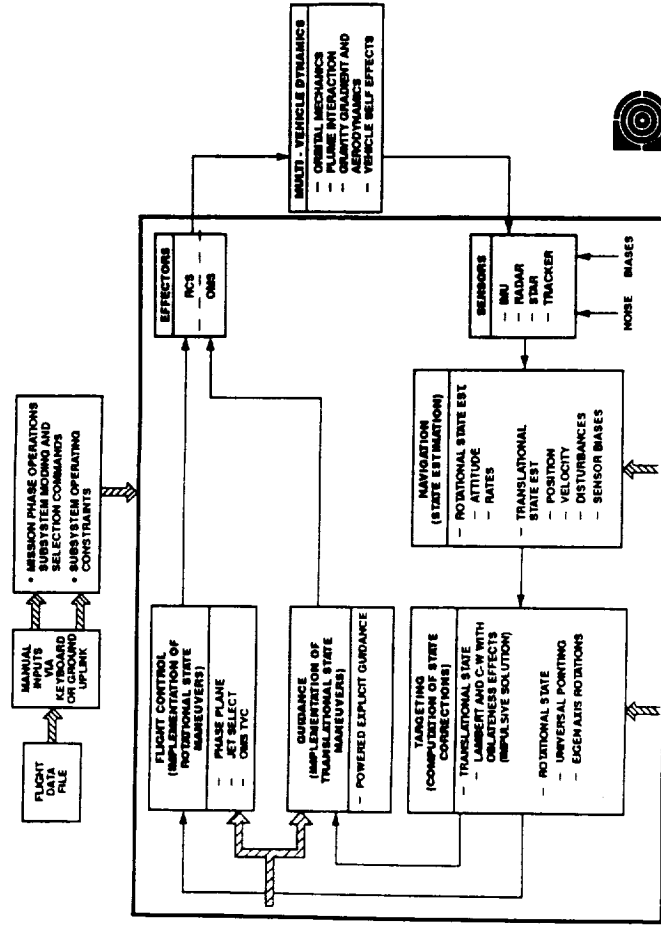 FLIGHT
DATA
FILE
MANUAL
INPUTS
VIA
KEYBOARD
OR GROUND
UPLINK
• MISSION PHASE OPERATIONS
SUBSYSTEM MODING AND
SELECTION COMMANDS
• SUBSYSTEM OPERATING
CONSTRAINTS
FLIGHT CONTROL
(IMPLEMENTATION OF
ROTATIONAL STATE
MANEUVERS)
– PHASE PLANE
– JET SELECT
– OMS TVC
GUIDANCE
(IMPLEMENTATION OF
TRANSLATIONAL STATE
MANEUVERS)
– POWERED EXPLICIT GUIDANCE
TARGETING
(COMPUTATION OF STATE
CORRECTIONS)
– TRANSLATIONAL STATE
– LAMBERT AND C-W WITH
OBLATENESS EFFECTS
(IMPULSIVE SOLUTION)
– ROTATIONAL STATE
– UNIVERSAL POINTING
– EIGEN AXIS ROTATIONS
NAVIGATION
(STATE ESTIMATION)
– ROTATIONAL STATE EST.
– ATTITUDE
– RATES
– TRANSLATIONAL
STATE EST
– POSITION
– VELOCITY
– DISTURBANCES
– SENSOR BIASES
EFFECTORS
RCS
OMS
SENSORS
– IMU
– RADAR
– STAR
– TRACKER
NOISE BIASES
MULTI - VEHICLE DYNAMICS
– ORBITAL MECHANICS
– PLUME INTERACTION
– GRAVITY GRADIENT AND
AERODYNAMICS
– VEHICLE SELF EFFECTS